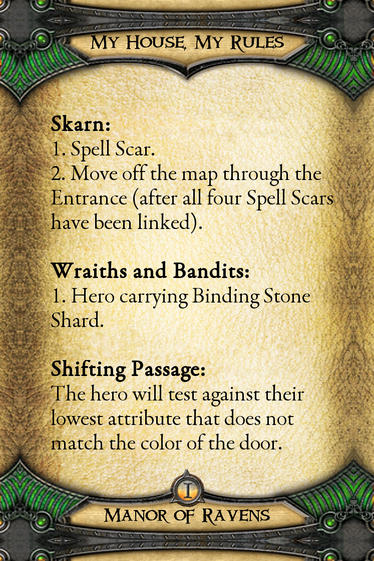 My House, My Rules
Skarn:
1. Spell Scar.
2. Move off the map through the
Entrance (after all four Spell Scars
have been linked).
Wraiths and Bandits:
1. Hero carrying Binding Stone
Shard.
Shifting Passage:
The hero will test against their
lowest attribute that does not
match the color of the door.
I
Manor of Ravens